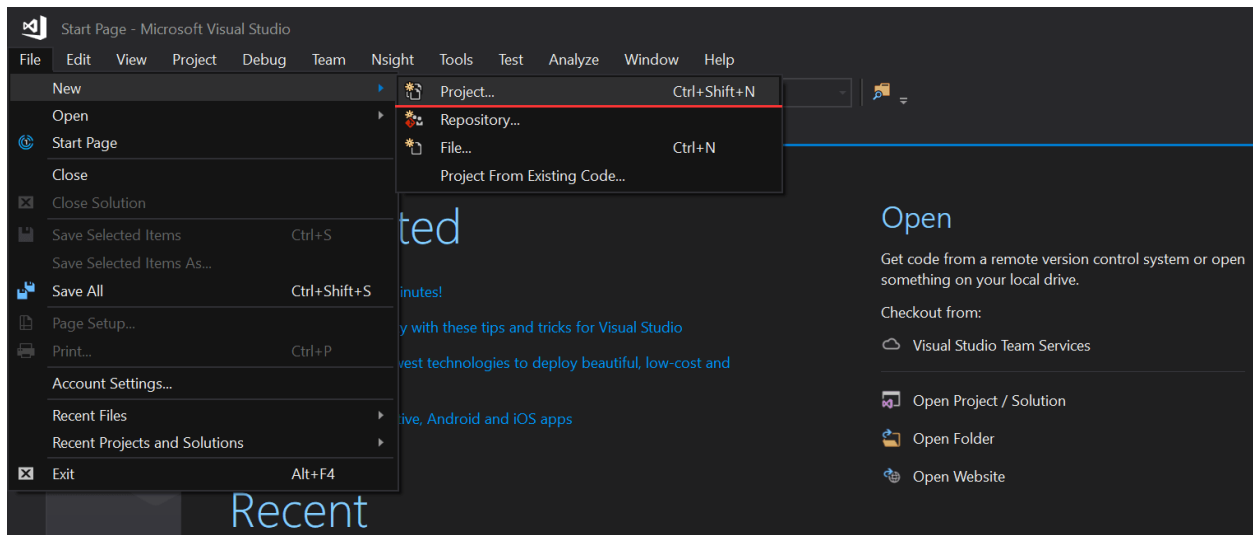 Start Page - Microsoft Visual Studio
File Edit View Project Debug Team Nsight Tools Test Analyze Window Help
New
Open
Start Page
Close
Close Solution
Save Selected Items Ctrl+S
Save Selected Items As...
Save All Ctrl+Shift+S
Page Setup...
Print... Ctrl+P
Account Settings...
Recent Files
Recent Projects and Solutions
Exit Alt+F4
Project... Ctrl+Shift+N
Repository...
File... Ctrl+N
Project From Existing Code...
ted
inutes!
y with these tips and tricks for Visual Studio
west technologies to deploy beautiful, low-cost and
tive, Android and iOS apps
Recent
Open
Get code from a remote version control system or open
something on your local drive.
Checkout from:
Visual Studio Team Services
Open Project / Solution
Open Folder
Open Website